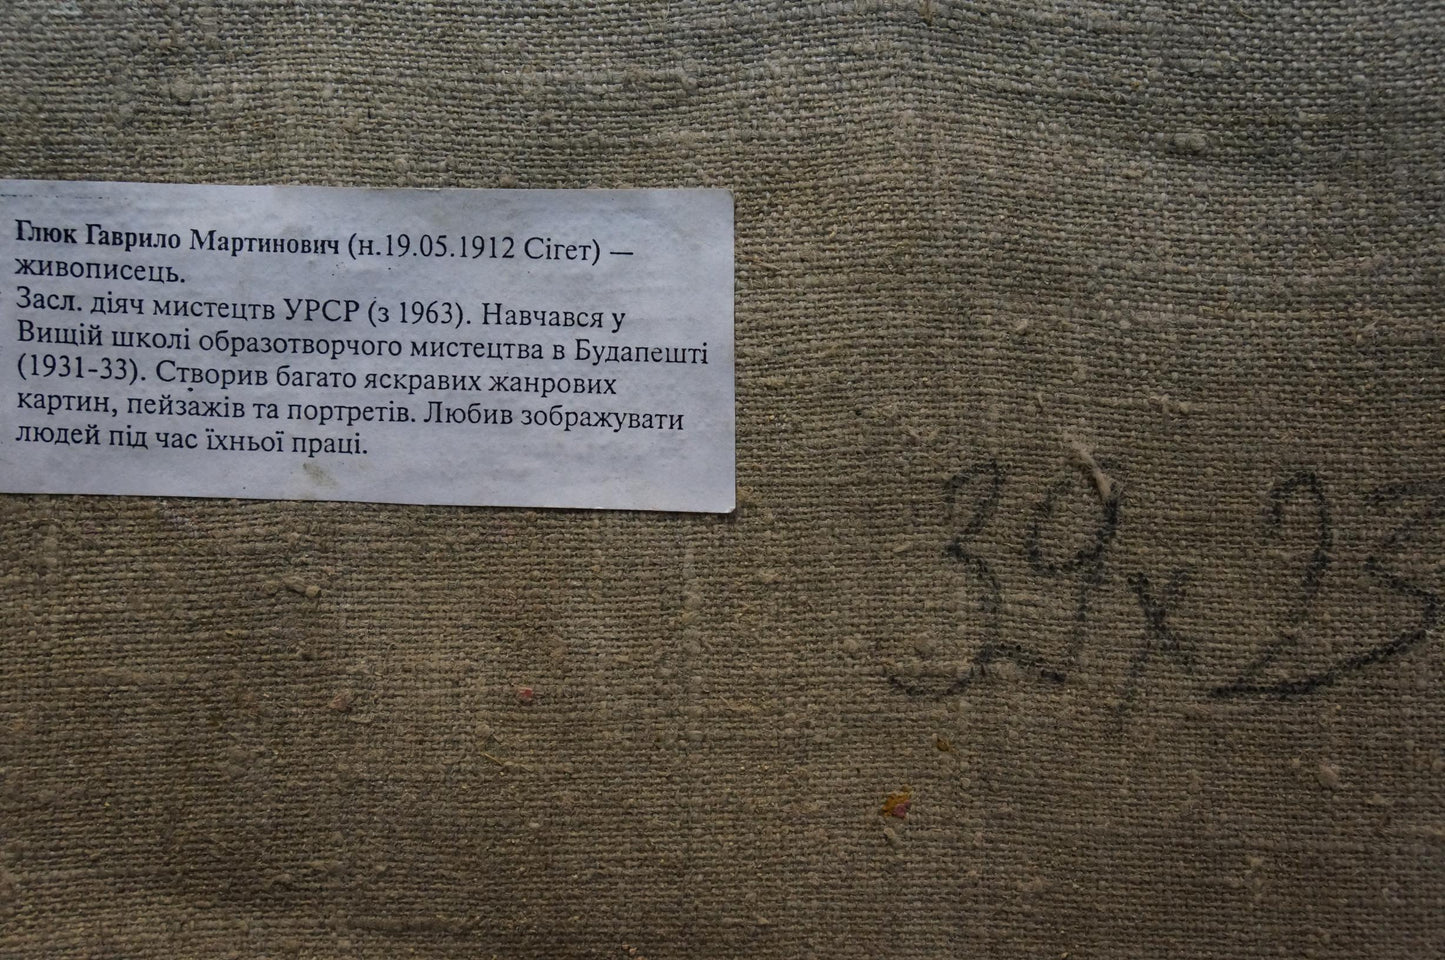 Глюк Гаврило Мартинович (н.19.05.1912 Сігет) —
живописець.
Засл. діяч мистецтв УРСР (з 1963). Навчався у
Вищій школі образотворчого мистецтва в Будапешті
(1931-33). Створив багато яскравих жанрових
картин, пейзажів та портретів. Любив зображувати
людей під час їхньої праці.
39x23